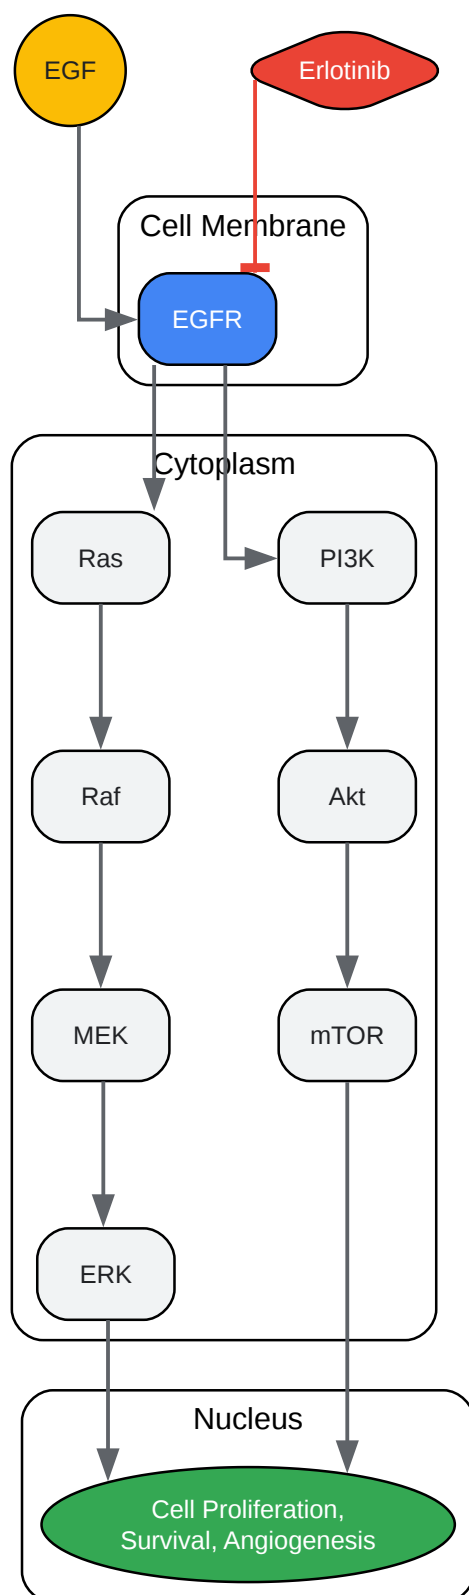 EGF
Erlotinib
Cell Membrane
EGFR
Cytoplasm
Ras
PI3K
Raf
Akt
MEK
mTOR
ERK
Nucleus
Cell Proliferation,
Survival, Angiogenesis